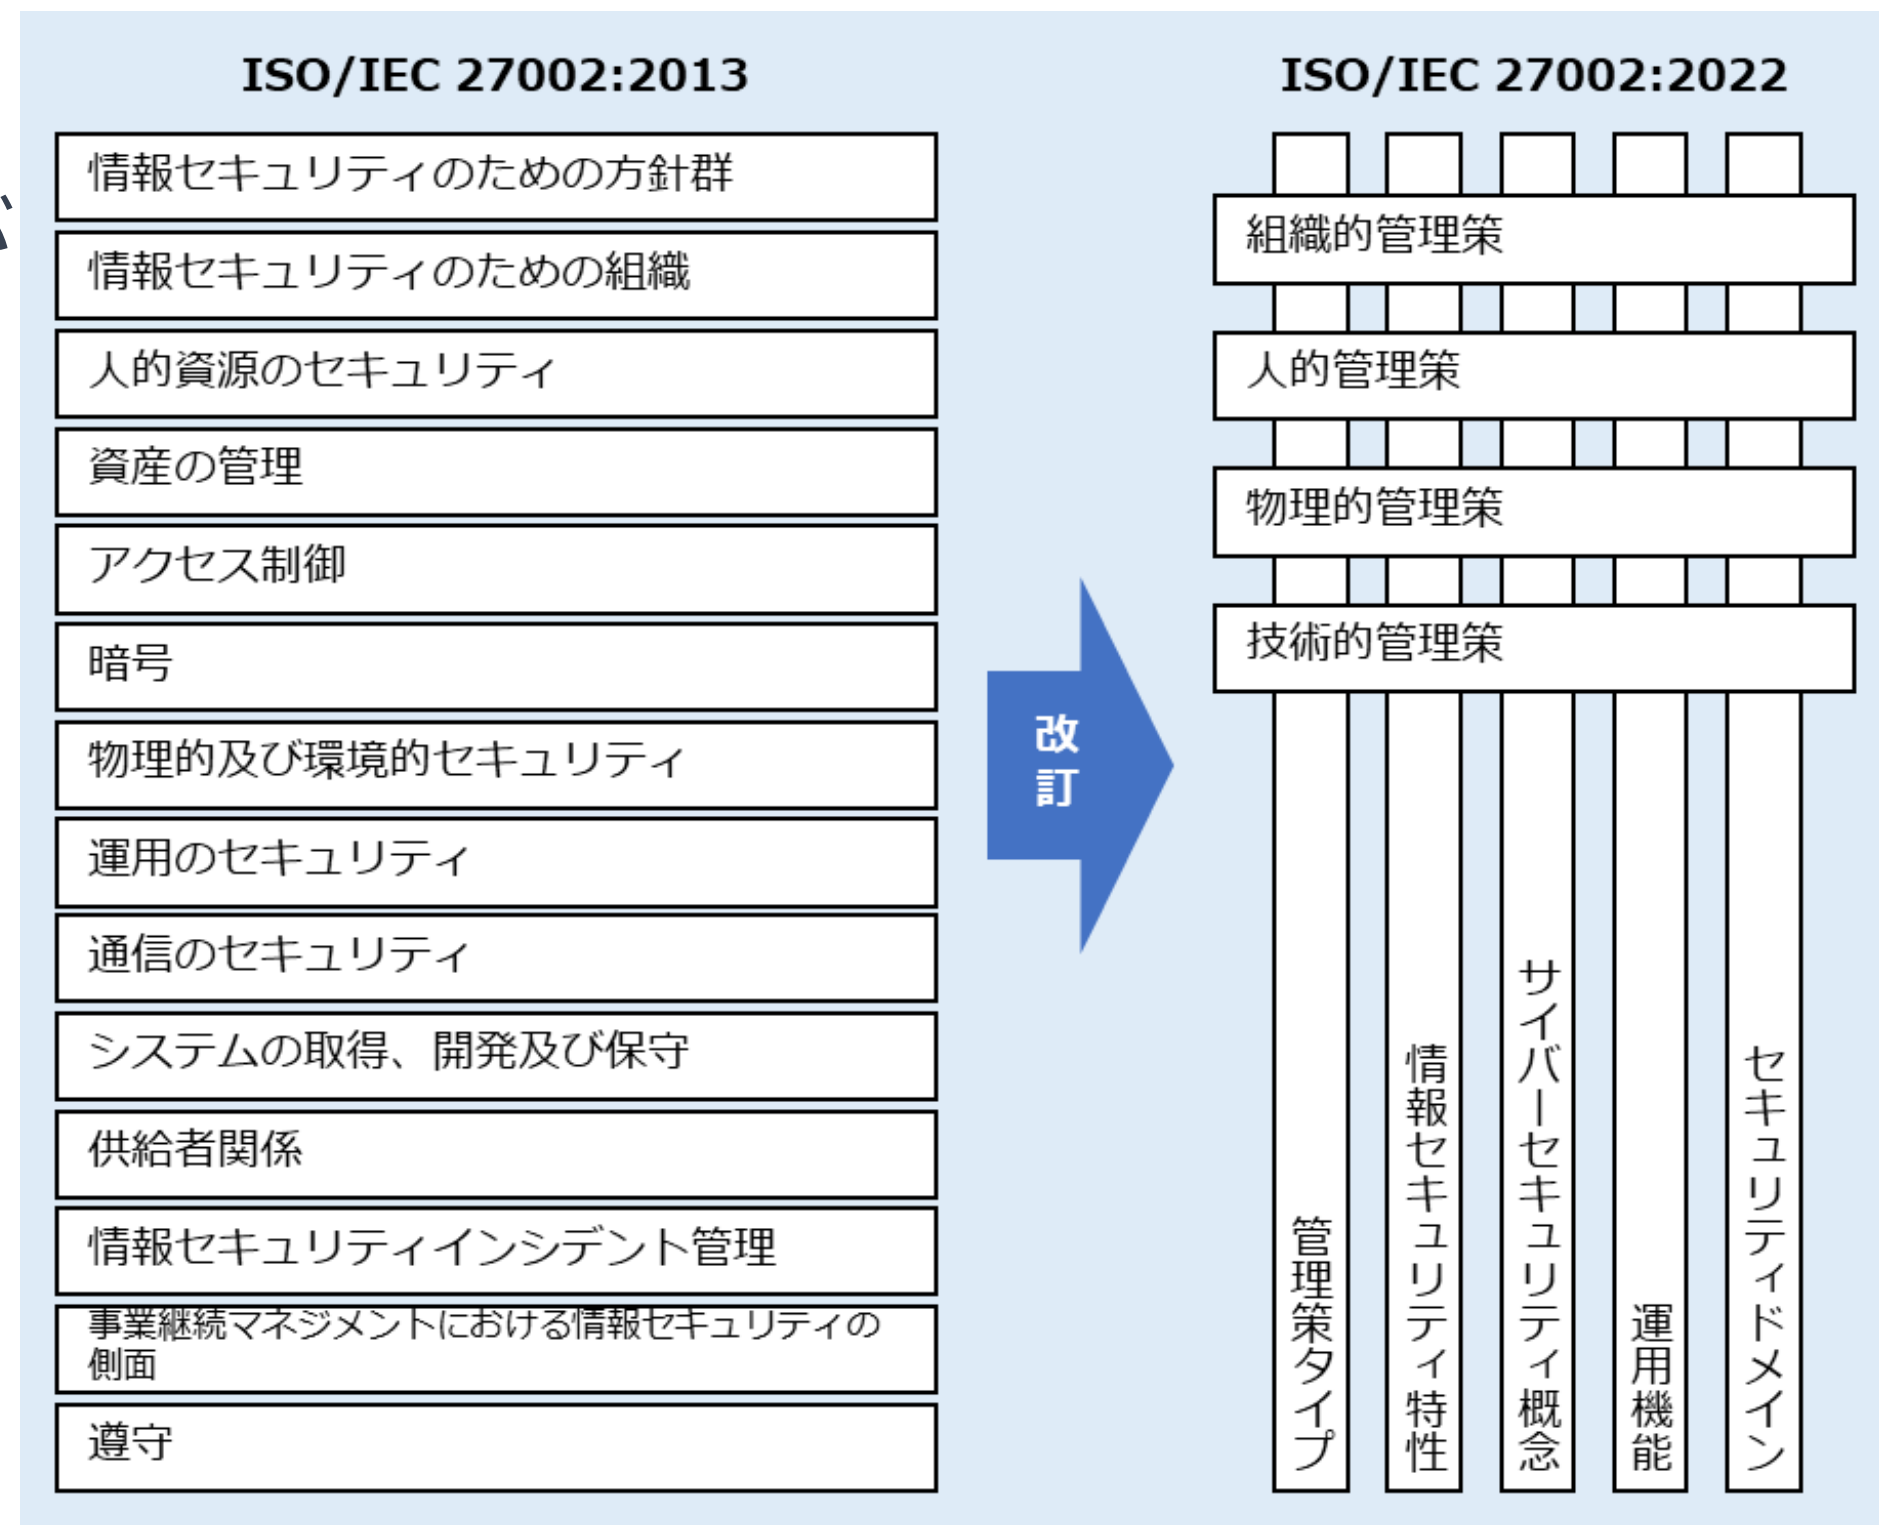 ISO/IEC 27002:2013
情報セキュリティのための方針群
情報セキュリティのための組織
人的資源のセキュリティ
資産の管理
アクセス制御
暗号
物理的及び環境的セキュリティ
運用のセキュリティ
通信のセキュリティ
システムの取得、開発及び保守
供給者関係
情報セキュリティインシデント管理
事業継続マネジメントにおける情報セキュリティの
側面
遵守
改
訂
ISO/IEC 27002:2022
組織的管理策
人的管理策
物理的管理策
技術的管理策
管理策タイプ
情報セキュリティ特性
サイバーセキュリティ概念
運用機能
セキュリティドメイン